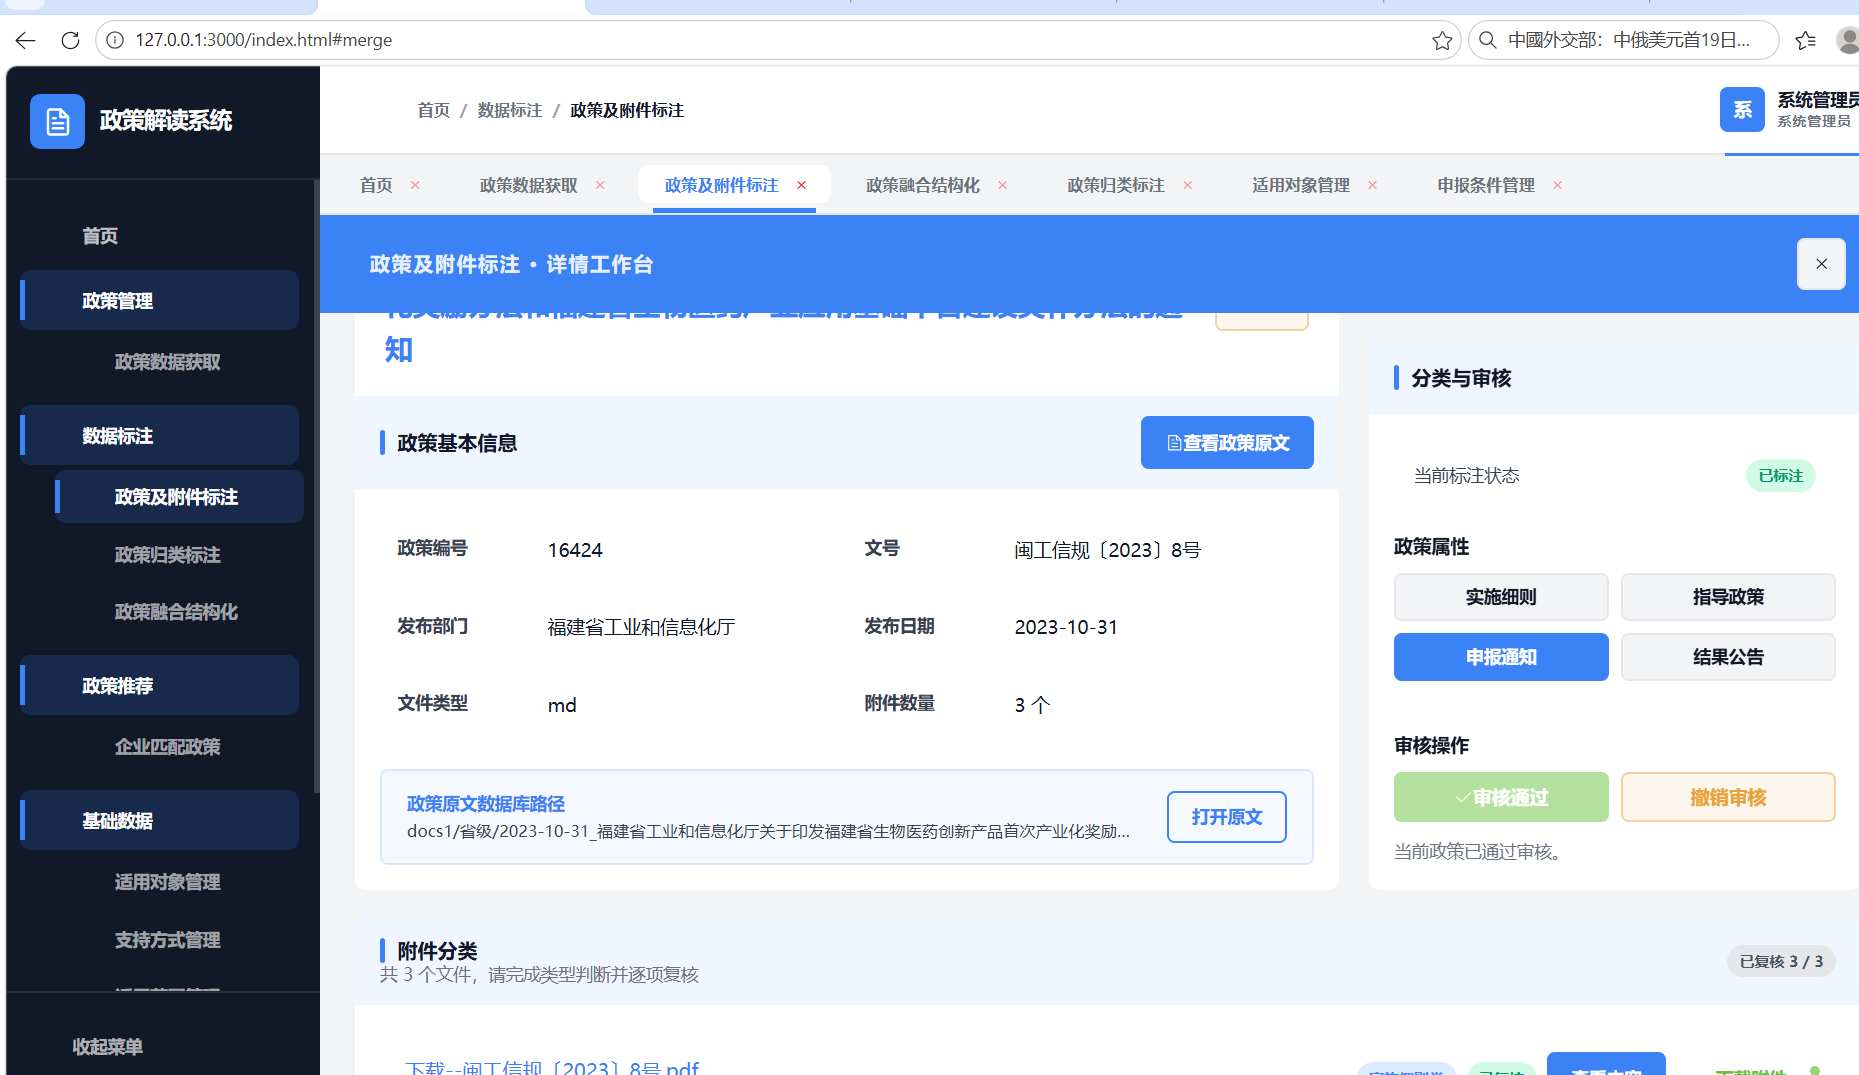 127.0.0.1:3000/index.html#merge
中國外交部：中俄美元首19日...
政策解读系统
首页 / 数据标注 / 政策及附件标注
系
系统管理员
系统管理员
首页 ×
政策数据获取 ×
政策及附件标注 ×
政策融合结构化 ×
政策归类标注 ×
适用对象管理 ×
申报条件管理 ×
首页
政策管理
政策数据获取
数据标注
政策及附件标注
政策归类标注
政策融合结构化
政策推荐
企业匹配政策
基础数据
适用对象管理
支持方式管理
收起菜单
政策及附件标注 • 详情工作台
×
知
政策基本信息
查看政策原文
政策编号 16424
文号 闽工信规〔2023〕8号
发布部门 福建省工业和信息化厅
发布日期 2023-10-31
文件类型 md
附件数量 3 个
政策原文数据库路径
docs1/省级/2023-10-31_福建省工业和信息化厅关于印发福建省生物医药创新产品首次产业化奖励...
打开原文
分类与审核
当前标注状态 已标注
政策属性
实施细则 指导政策
申报通知 结果公告
审核操作
✓审核通过 撤销审核
当前政策已通过审核。
附件分类
共 3 个文件，请完成类型判断并逐项复核
已复核 3 / 3
下载--闽工信规〔2023〕8号.pdf